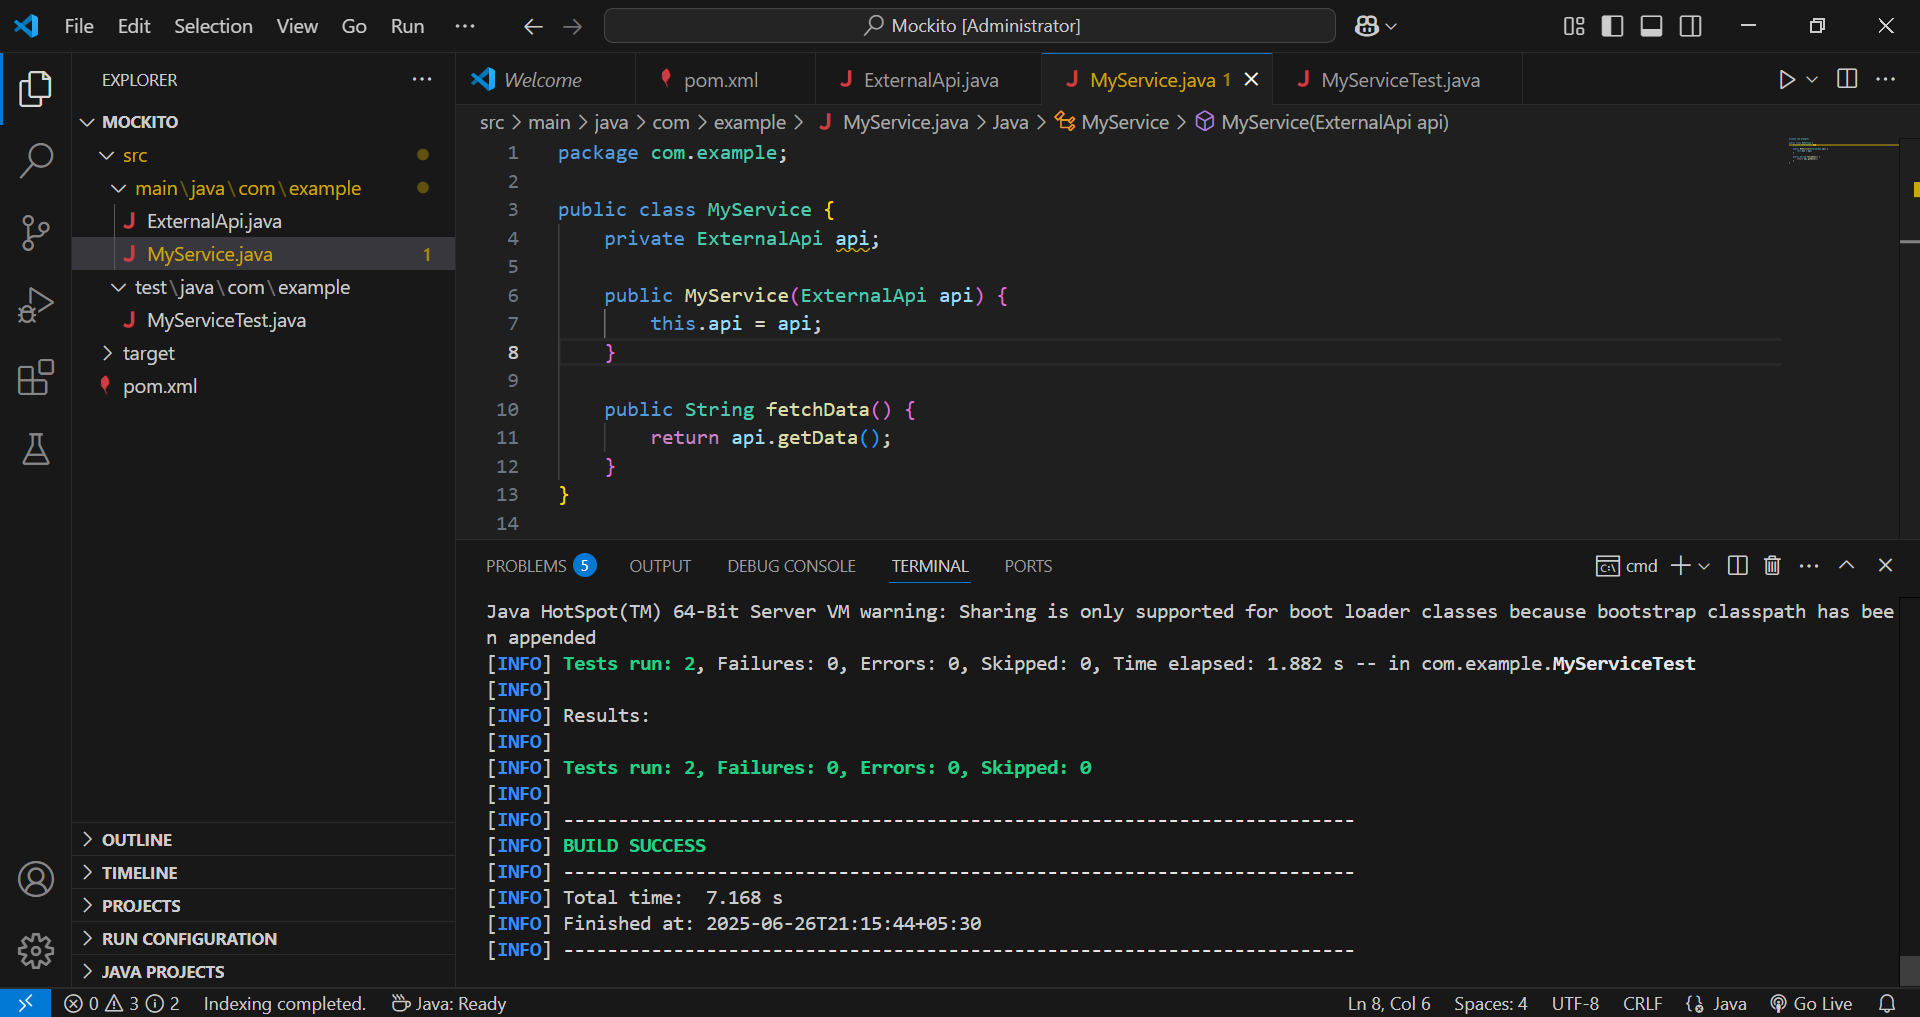 File Edit Selection View Go Run ···
Mockito [Administrator]
EXPLORER ···
MOCKITO
src
main\java\com\example
ExternalApi.java
MyService.java 1
test\java\com\example
MyServiceTest.java
target
pom.xml
OUTLINE
TIMELINE
PROJECTS
RUN CONFIGURATION
JAVA PROJECTS
Welcome pom.xml ExternalApi.java MyService.java 1 MyServiceTest.java
src > main > java > com > example > MyService.java > Java > MyService > MyService(ExternalApi api)
1 package com.example;
2
3 public class MyService {
4     private ExternalApi api;
5
6     public MyService(ExternalApi api) {
7         this.api = api;
8     }
9
10     public String fetchData() {
11         return api.getData();
12     }
13 }
14
PROBLEMS 5 OUTPUT DEBUG CONSOLE TERMINAL PORTS cmd
Java HotSpot(TM) 64-Bit Server VM warning: Sharing is only supported for boot loader classes because bootstrap classpath has bee
n appended
[INFO] Tests run: 2, Failures: 0, Errors: 0, Skipped: 0, Time elapsed: 1.882 s -- in com.example.MyServiceTest
[INFO]
[INFO] Results:
[INFO]
[INFO] Tests run: 2, Failures: 0, Errors: 0, Skipped: 0
[INFO]
[INFO] ------------------------------------------------------------------------
[INFO] BUILD SUCCESS
[INFO] ------------------------------------------------------------------------
[INFO] Total time:  7.168 s
[INFO] Finished at: 2025-06-26T21:15:44+05:30
[INFO] ------------------------------------------------------------------------
0 3 2 Indexing completed. Java: Ready Ln 8, Col 6 Spaces: 4 UTF-8 CRLF Java Go Live